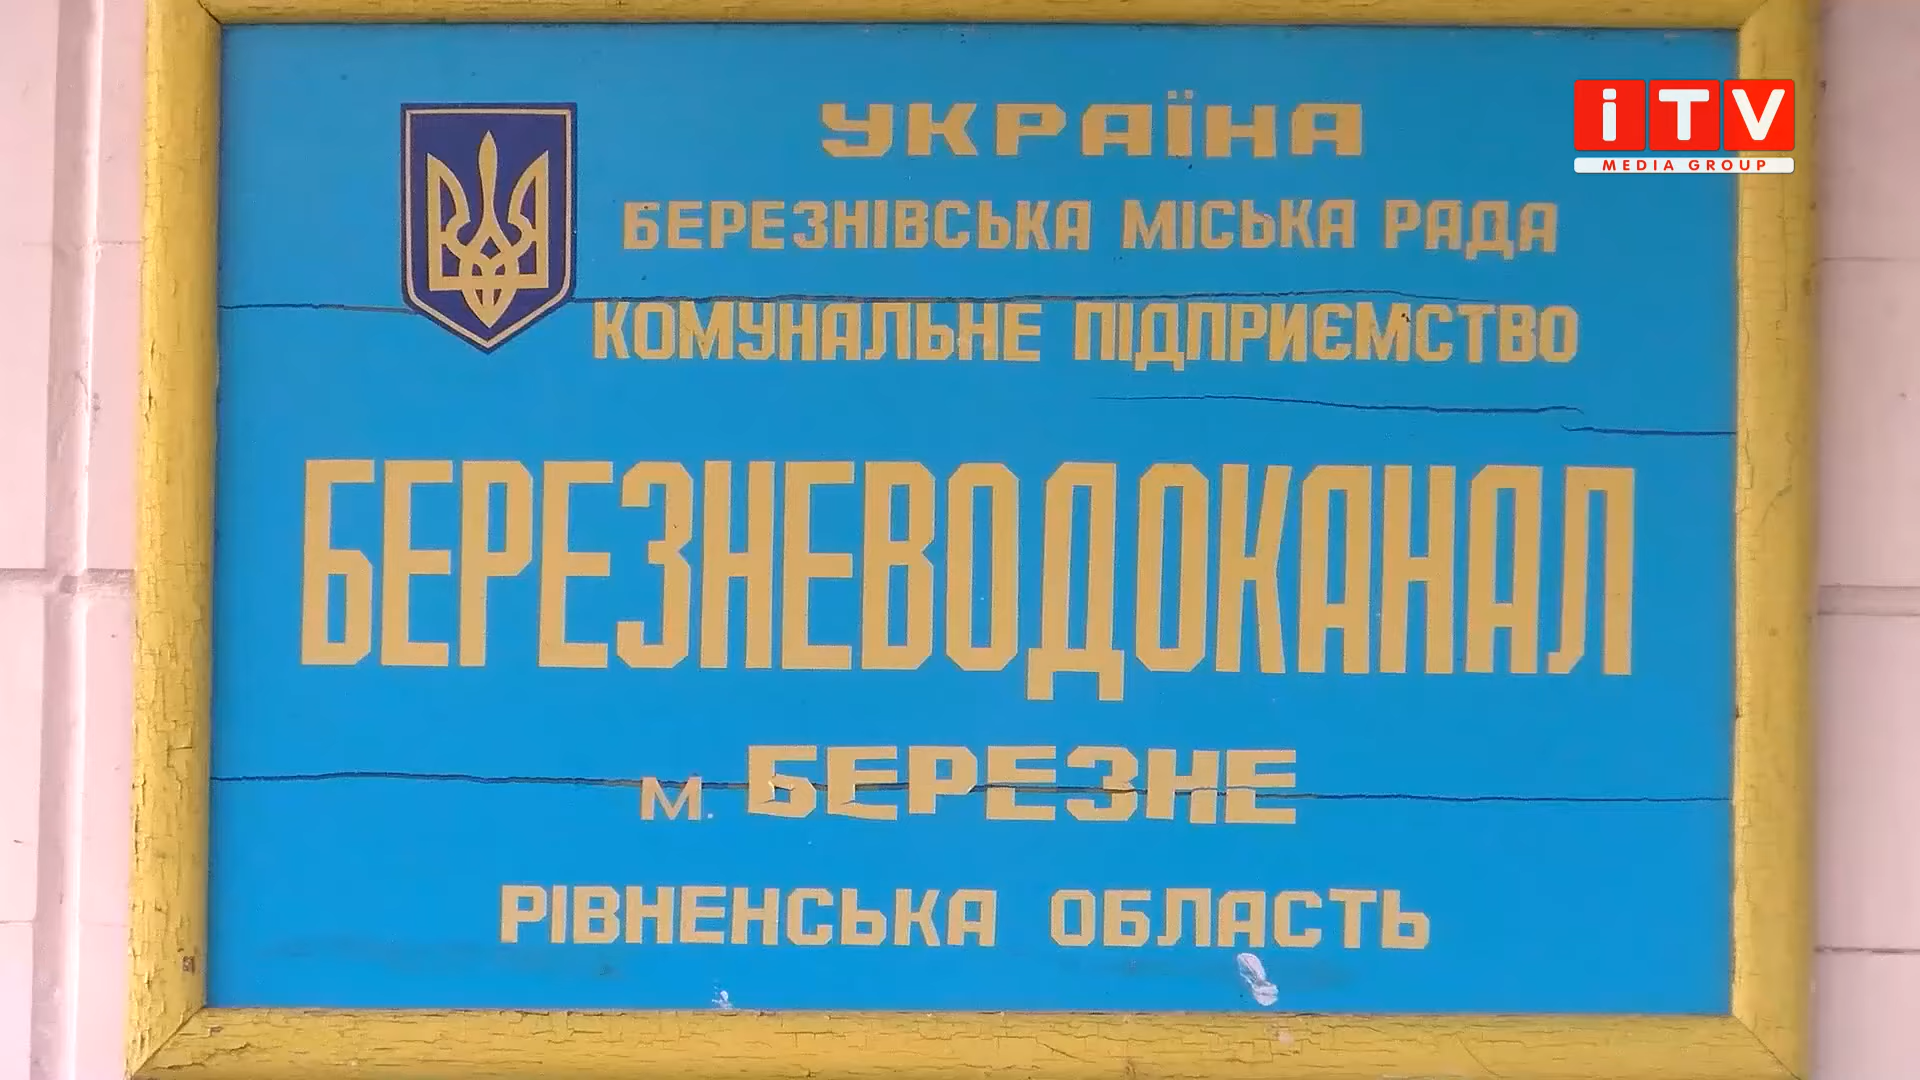 УКРАЇНА
БЕРЕЗНІВСЬКА МІСЬКА РАДА
КОМУНАЛЬНЕ ПІДПРИЄМСТВО
БЕРЕЗНЕВОДОКАНАЛ
м. БЕРЕЗНЕ
РІВНЕНСЬКА ОБЛАСТЬ
iTV
MEDIA GROUP